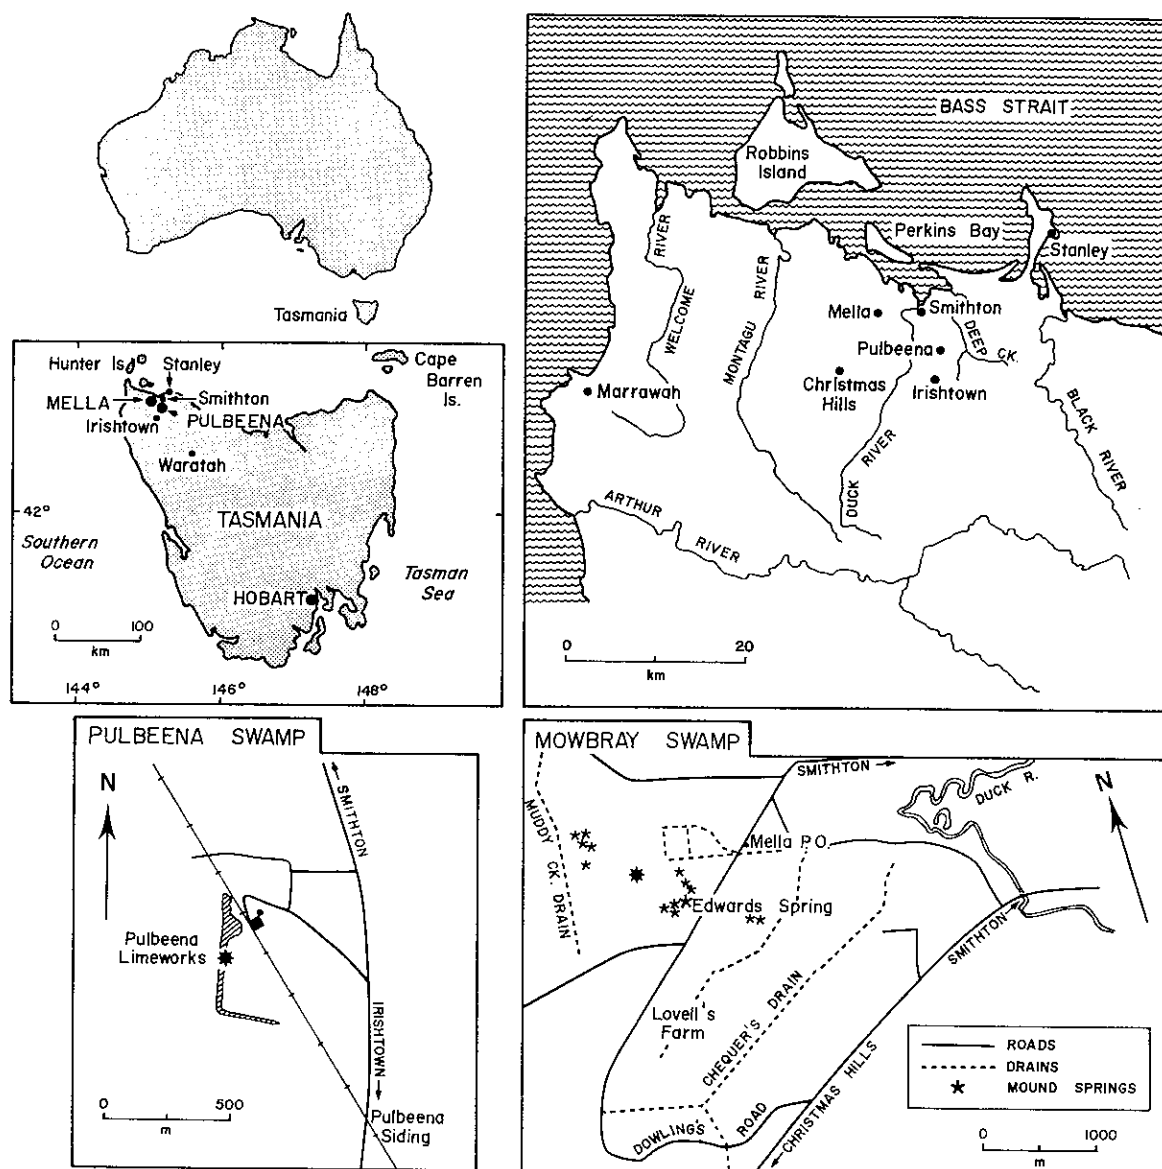 Tasmania
Hunter Is.
Stanley
Cape
Barren
Is.
MELLA
Smithton
PULBEENA
Irishtown
Waratah
42°
TASMANIA
Southern
Ocean
Tasman
Sea
HOBART
0 100
km
144° 146° 148°
BASS STRAIT
Robbins
Island
Perkins Bay
Stanley
RIVER
WELCOME
MONTAGU RIVER
Mella
Smithton
DEEP
CK.
Pulbeena
Christmas
Hills
Irishtown
Marrawah
BLACK RIVER
DUCK RIVER
ARTHUR
RIVER
0 20
km
PULBEENA SWAMP
N
SMITHTON
Pulbeena
Limeworks
IRISHTOWN
0 500
m
Pulbeena
Siding
MOWBRAY SWAMP
SMITHTON
N
DUCK R.
MUDDY CK. DRAIN
Mella P.O.
Edwards Spring
SMITHTON
Lovell's
Farm
CHEQUER'S DRAIN
CHRISTMAS HILLS
DOWLING'S ROAD
ROADS
DRAINS
MOUND SPRINGS
0 1000
m